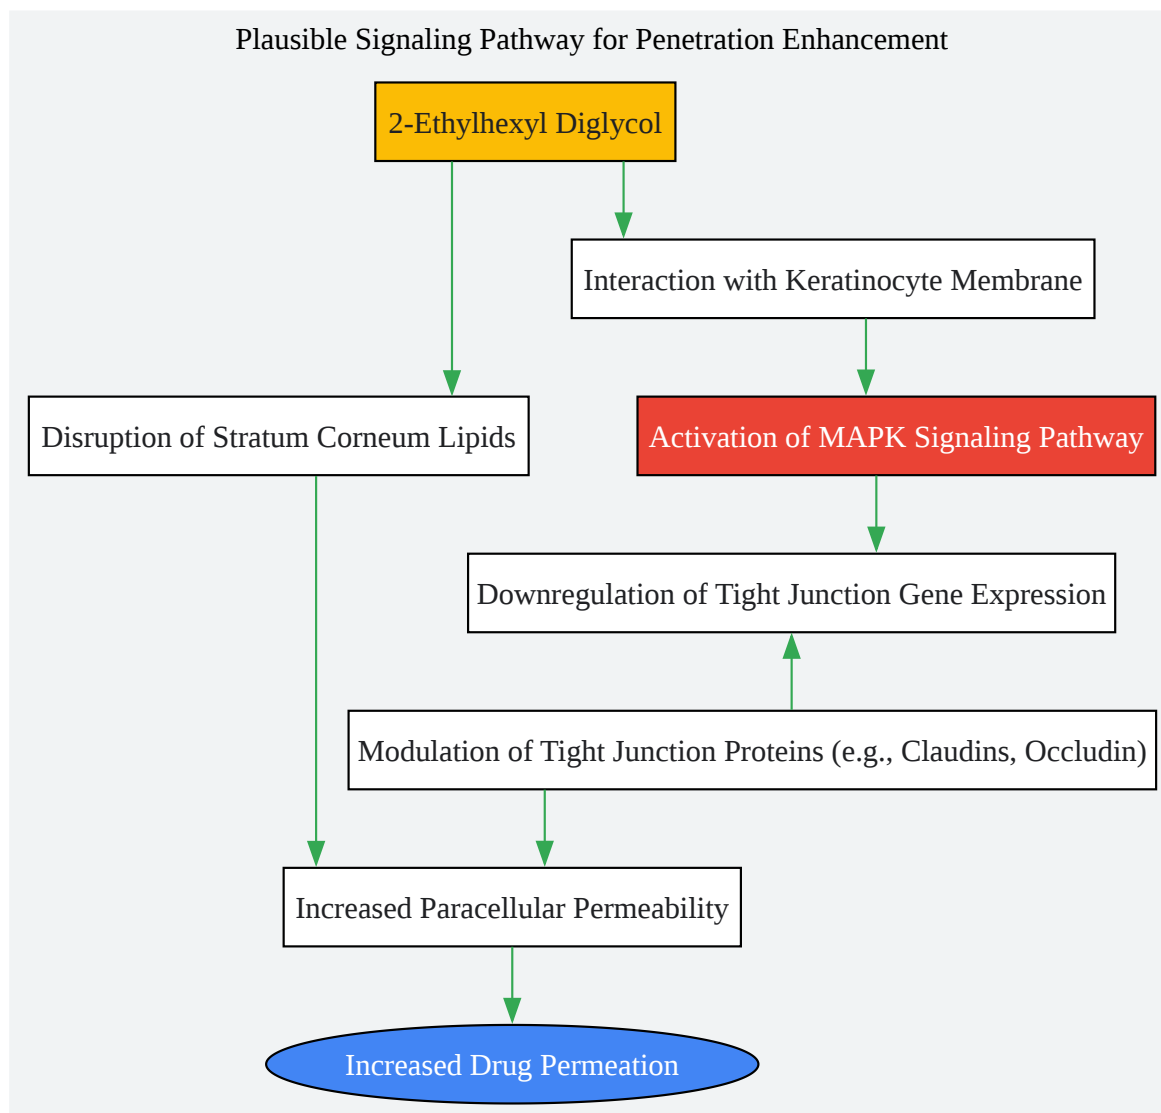 Plausible Signaling Pathway for Penetration Enhancement
2-Ethylhexyl Diglycol
Interaction with Keratinocyte Membrane
Disruption of Stratum Corneum Lipids
Activation of MAPK Signaling Pathway
Downregulation of Tight Junction Gene Expression
Modulation of Tight Junction Proteins (e.g., Claudins, Occludin)
Increased Paracellular Permeability
Increased Drug Permeation